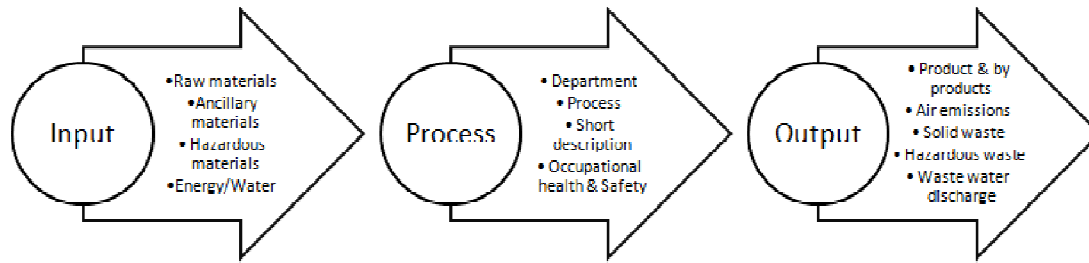 Input
•Raw materials
•Ancillary
materials
• Hazardous
materials
•Energy/Water
Process
• Department
• Process
• Short
description
• Occupational
health & Safety
Output
• Product & by
products
• Air emissions
• Solid waste
• Hazardous waste
• Waste water
discharge